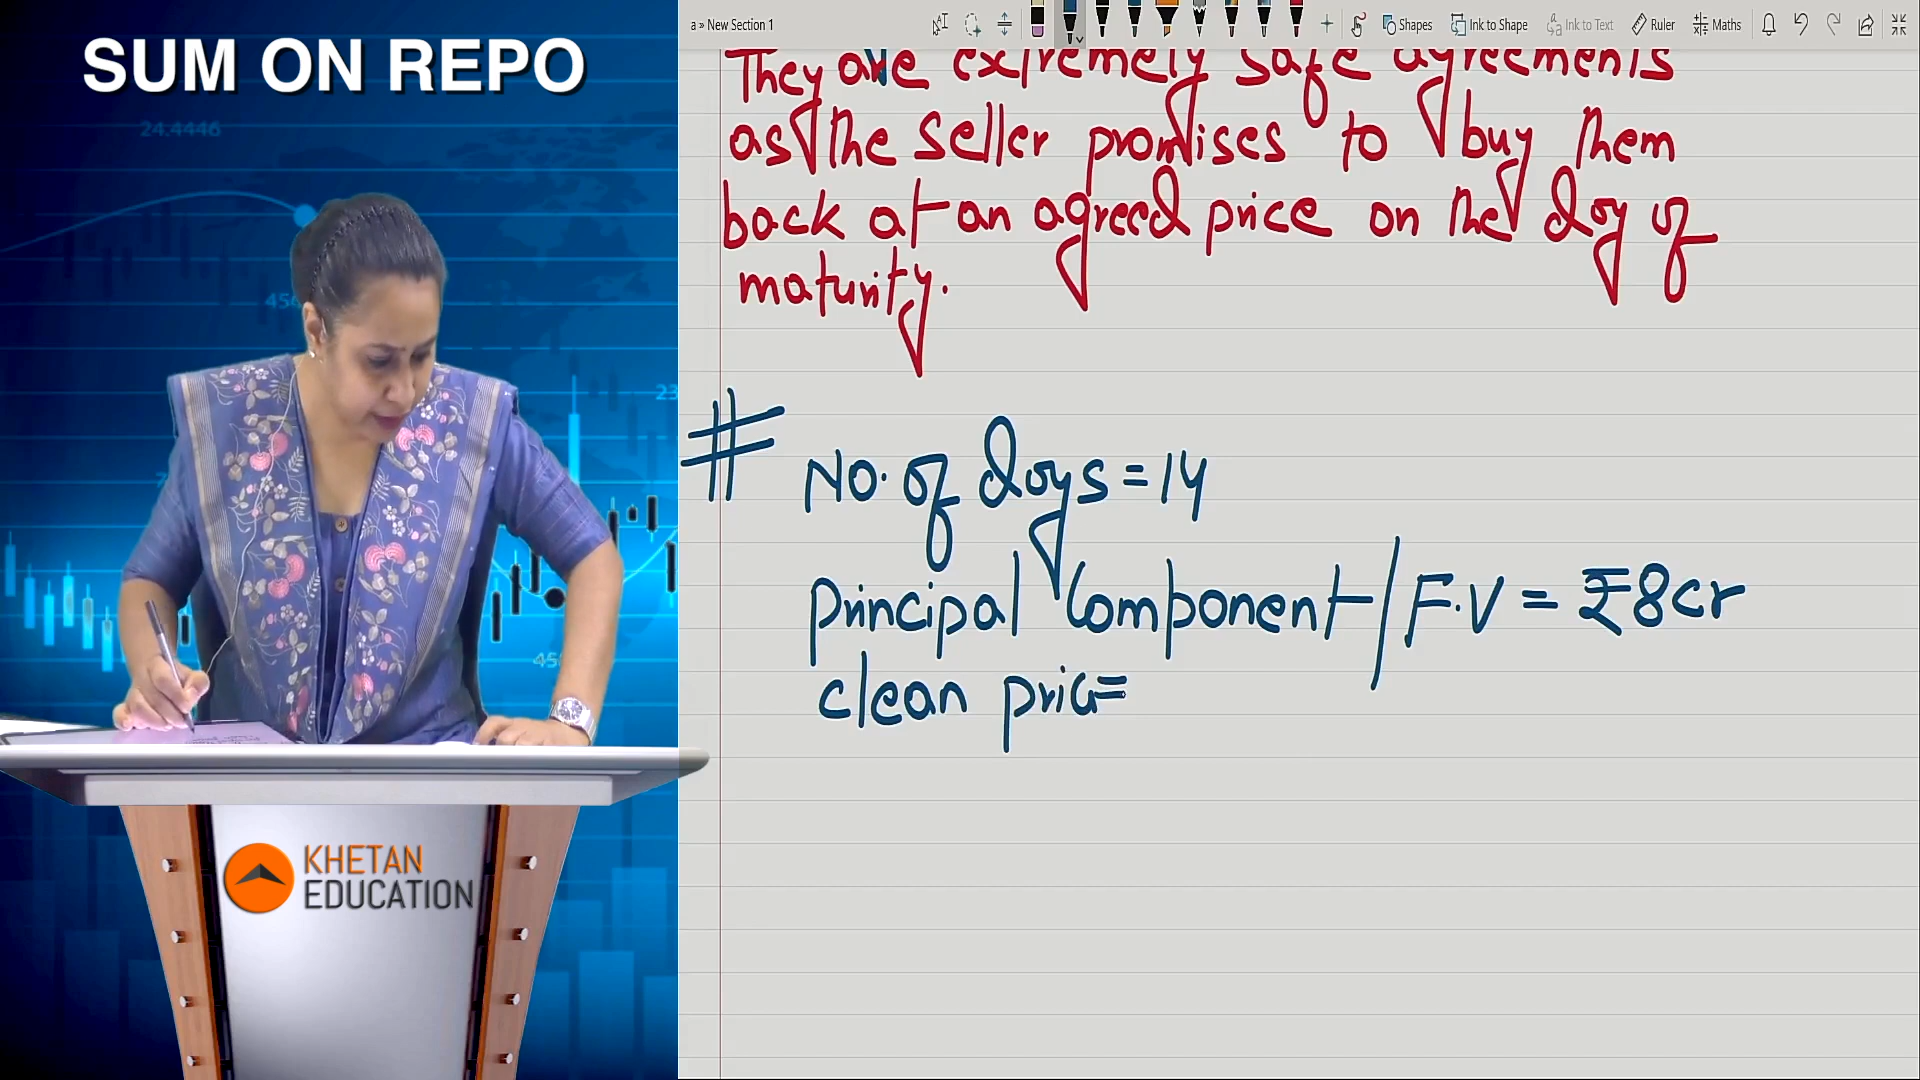 SUM ON REPO
24.4446
a » New Section 1
Shapes
Ink to Shape
Ink to Text
Ruler
Maths
They are extremely safe agreements
as the seller promises to buy them
back at an agreed price on the day of
maturity.
# No. of days = 14
Principal Component / F.V = ₹8cr
clean price=
KHETAN
EDUCATION